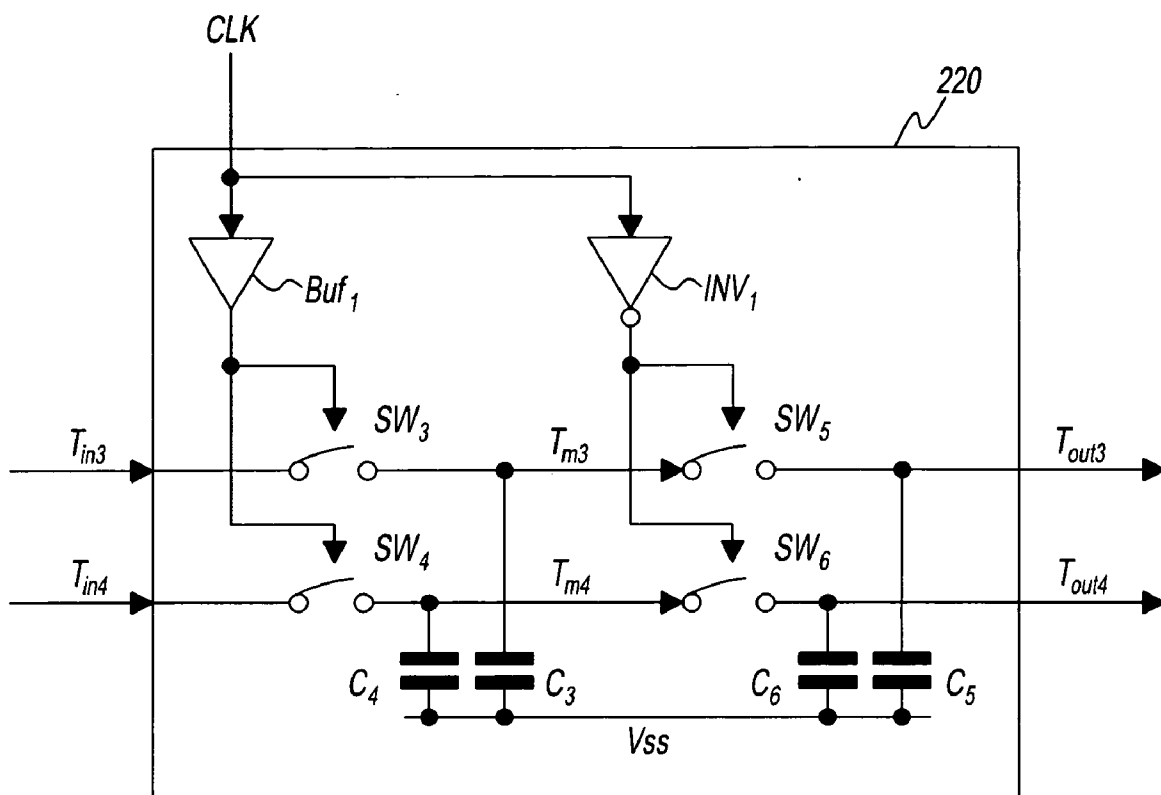 CLK
220
Buf1
INV1
SW3
SW5
Tin3
Tm3
Tout3
SW4
SW6
Tin4
Tm4
Tout4
C4
C3
C6
C5
Vss